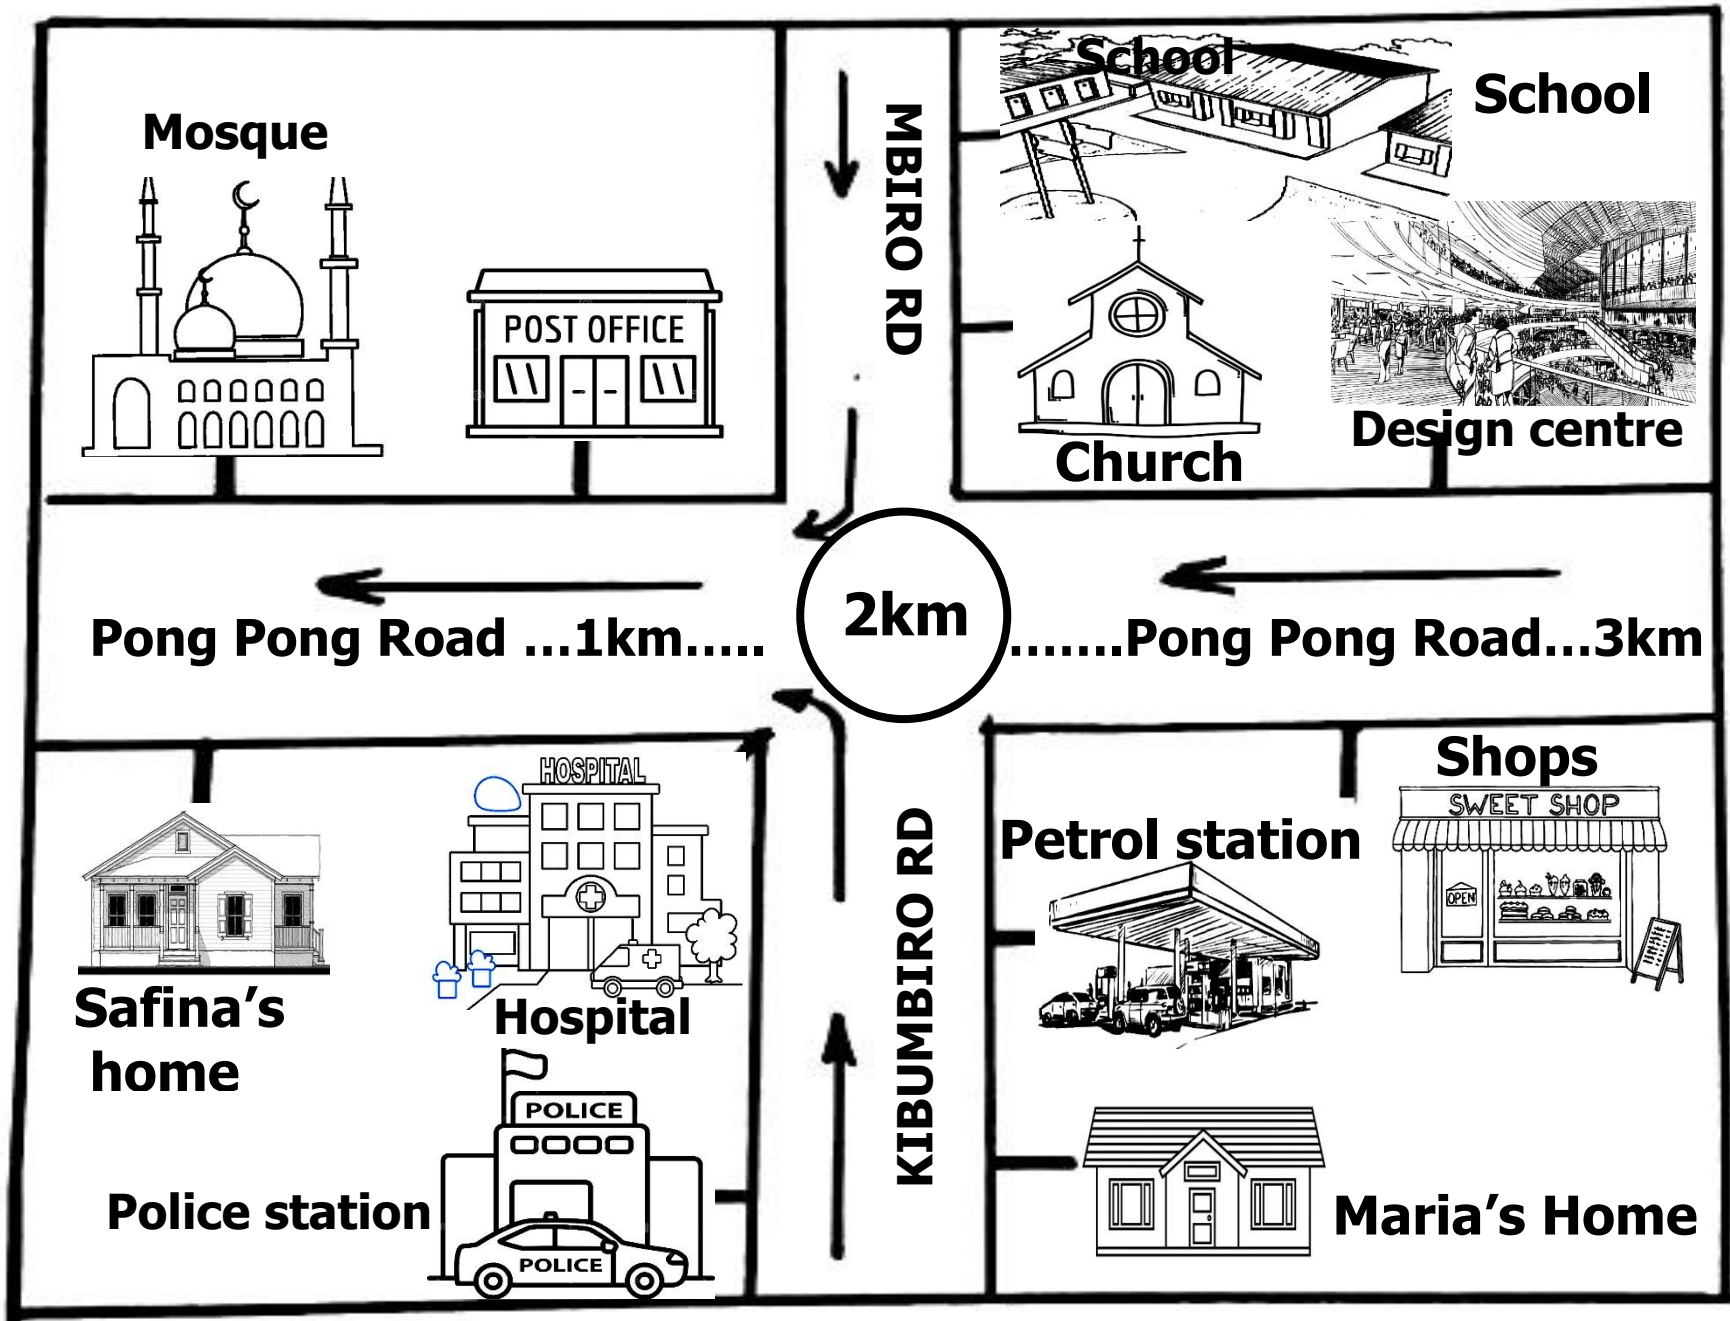 School
School
Mosque
MBIRO RD
POST OFFICE
Church
Design centre
Pong Pong Road ...1km.....
2km
.......Pong Pong Road...3km
HOSPITAL
Shops
SWEET SHOP
OPEN
Petrol station
KIBUMBIRO RD
Safina’s
home
Hospital
POLICE
Police station
POLICE
Maria’s Home